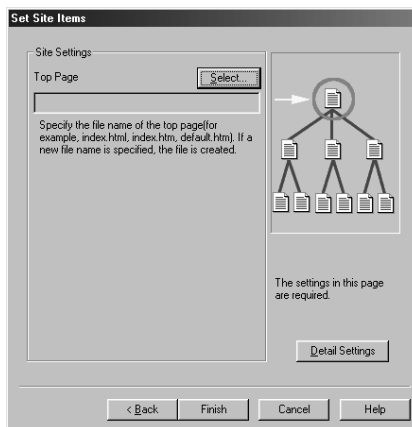 Set Site Items
Site Settings
Top Page
Select...
Specify the file name of the top page(for
example, index.html, index.htm, default.htm). If a
new file name is specified, the file is created.
The settings in this page
are required.
Detail Settings
< Back
Finish
Cancel
Help